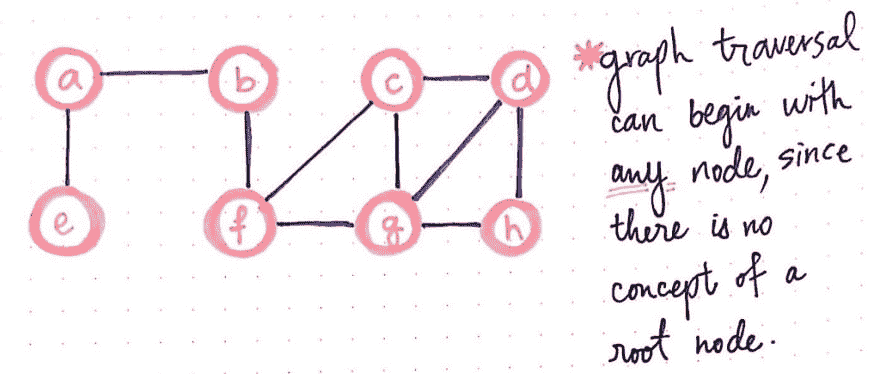 a b c d
e f g h
*graph traversal
can begin with
any node, since
there is no
concept of a
root node.